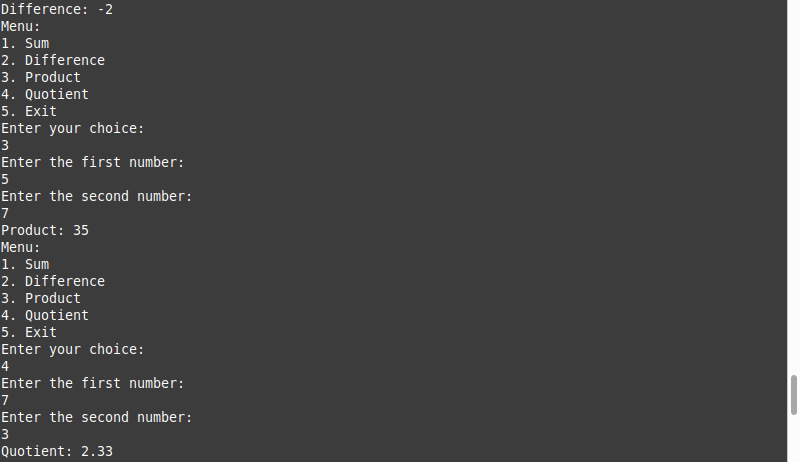 Difference: -2
Menu:
1. Sum
2. Difference
3. Product
4. Quotient
5. Exit
Enter your choice:
3
Enter the first number:
5
Enter the second number:
7
Product: 35
Menu:
1. Sum
2. Difference
3. Product
4. Quotient
5. Exit
Enter your choice:
4
Enter the first number:
7
Enter the second number:
3
Quotient: 2.33